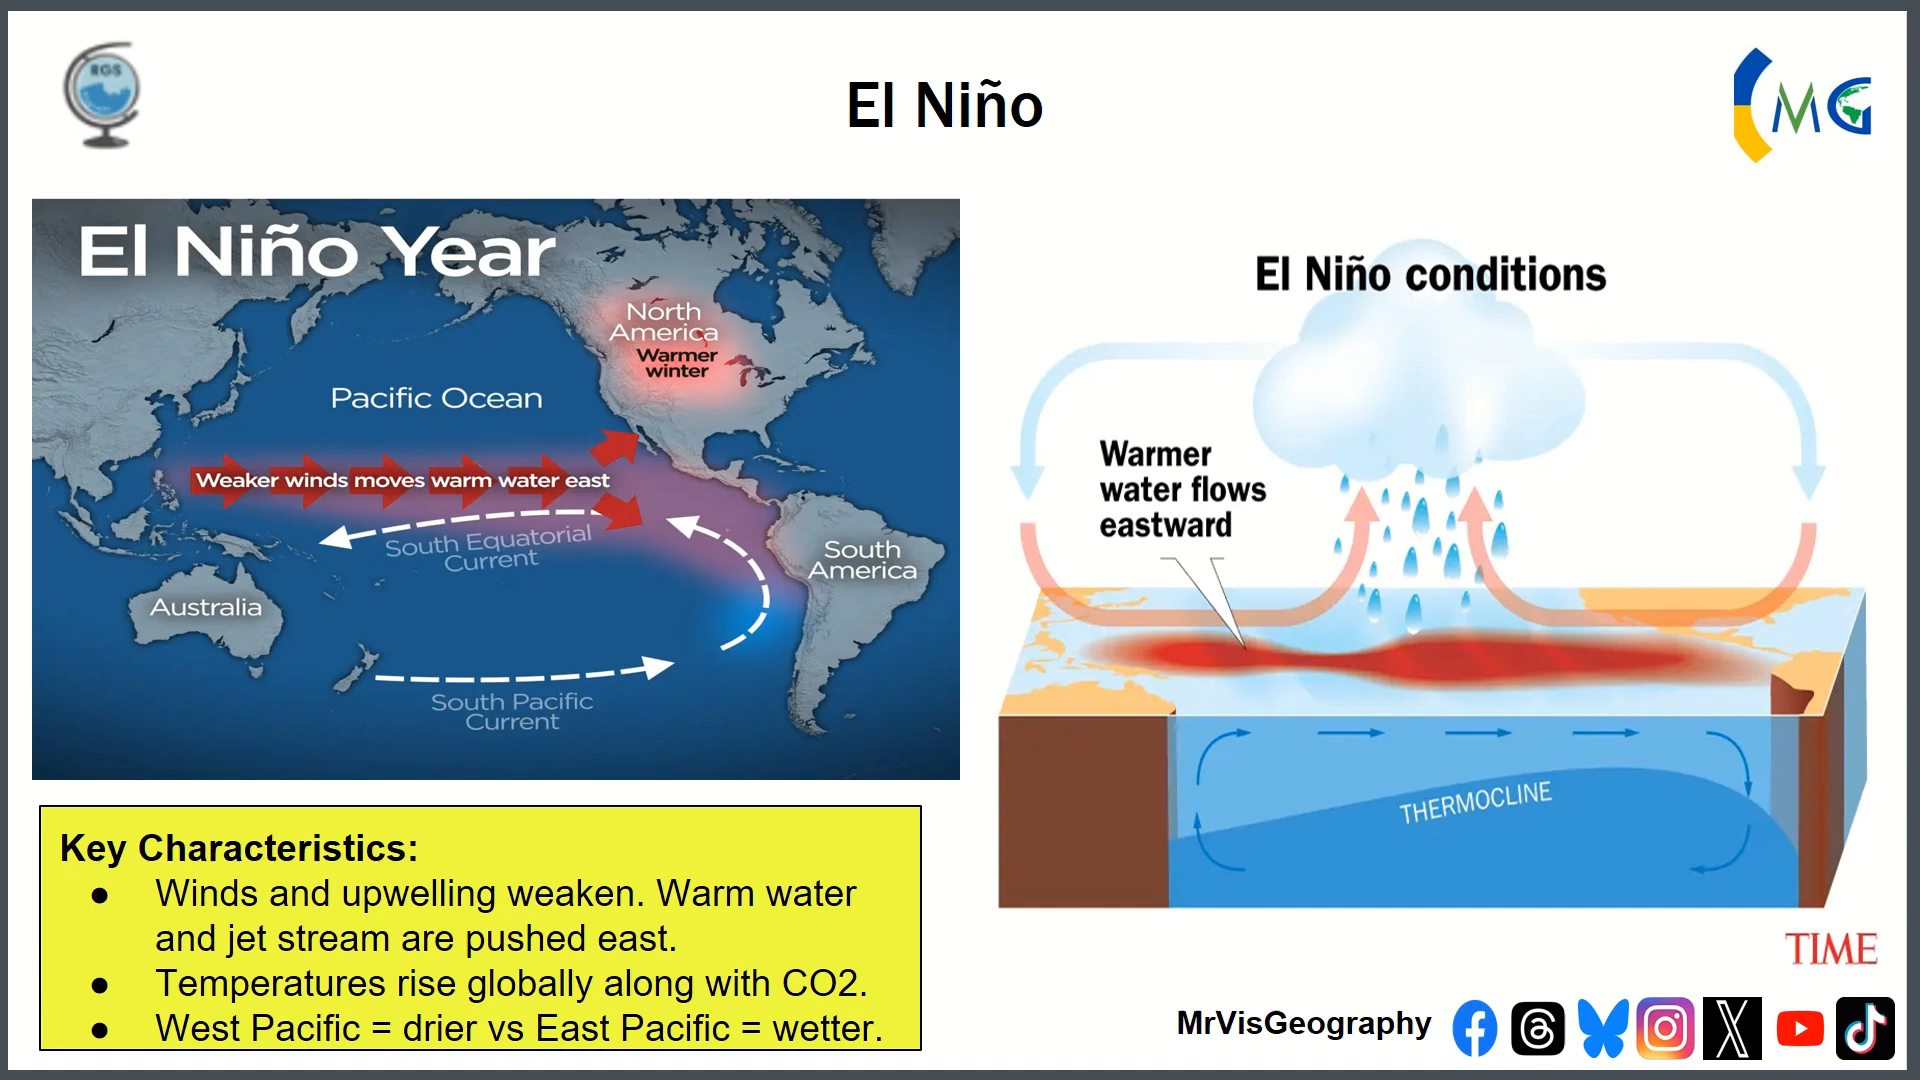 RGS
El Niño
MG
El Niño Year
North
America
Warmer
winter
Pacific Ocean
Weaker winds moves warm water east
South Equatorial
Current
South
America
Australia
South Pacific
Current
El Niño conditions
Warmer
water flows
eastward
THERMOCLINE
TIME
Key Characteristics:
● Winds and upwelling weaken. Warm water
and jet stream are pushed east.
● Temperatures rise globally along with CO2.
● West Pacific = drier vs East Pacific = wetter.
MrVisGeography